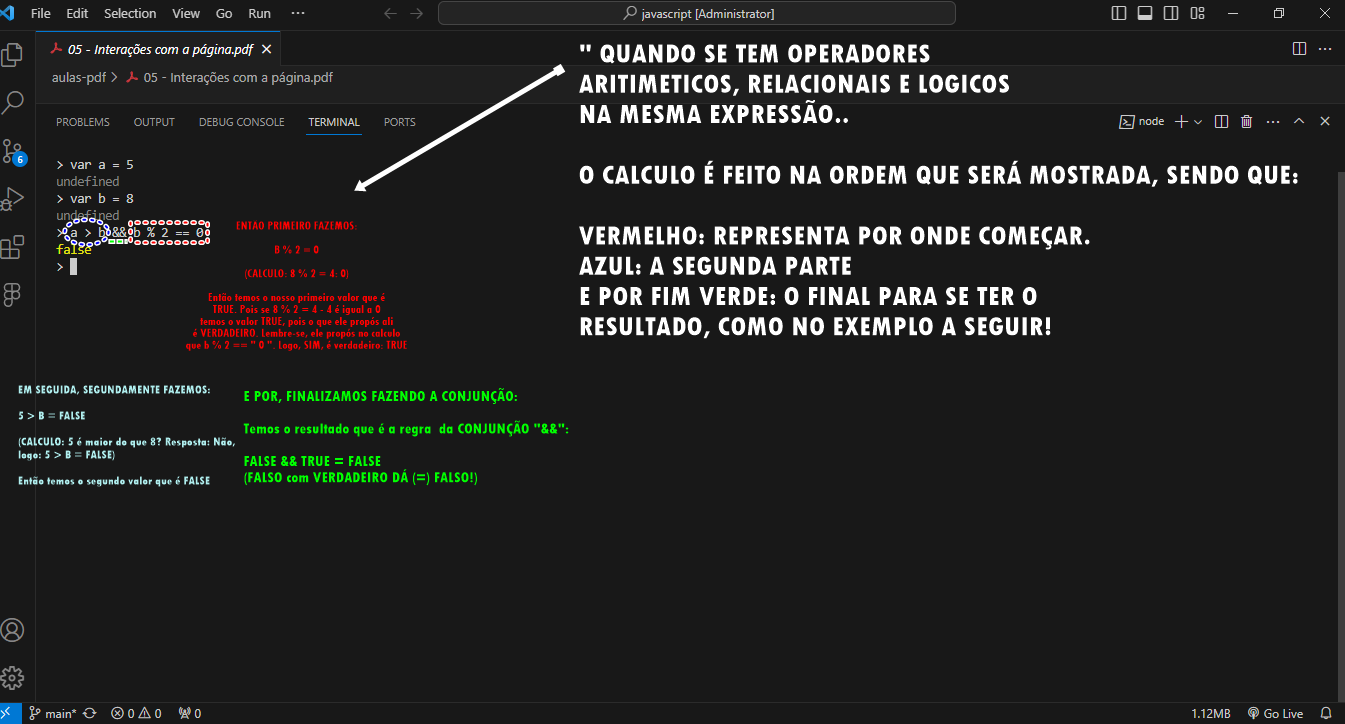 File Edit Selection View Go Run ···
javascript [Administrator]
05 - Interações com a página.pdf
aulas-pdf > 05 - Interações com a página.pdf
" QUANDO SE TEM OPERADORES
ARITIMETICOS, RELACIONAIS E LOGICOS
NA MESMA EXPRESSÃO..
PROBLEMS OUTPUT DEBUG CONSOLE TERMINAL PORTS
node
> var a = 5
undefined
> var b = 8
undefined
> a > b && b % 2 == 0
false
>
O CALCULO É FEITO NA ORDEM QUE SERÁ MOSTRADA, SENDO QUE:
VERMELHO: REPRESENTA POR ONDE COMEÇAR.
AZUL: A SEGUNDA PARTE
E POR FIM VERDE: O FINAL PARA SE TER O
RESULTADO, COMO NO EXEMPLO A SEGUIR!
ENTAO PRIMEIRO FAZEMOS:
B % 2 = 0
(CALCULO: 8 % 2 = 4: 0)
Então temos o nosso primeiro valor que é
TRUE. Pois se 8 % 2 = 4 - 4 é igual a 0
temos o valor TRUE, pois o que ele propôs ali
é VERDADEIRO. Lembre-se, ele propôs no calculo
que b % 2 == " 0 ". Logo, SIM, é verdadeiro: TRUE
EM SEGUIDA, SEGUNDAMENTE FAZEMOS:
5 > B = FALSE
(CALCULO: 5 é maior do que 8? Resposta: Não,
logo: 5 > B = FALSE)
Então temos o segundo valor que é FALSE
E POR, FINALIZAMOS FAZENDO A CONJUNÇÃO:
Temos o resultado que é a regra da CONJUNÇÃO "&&":
FALSE && TRUE = FALSE
(FALSO com VERDADEIRO DÁ (=) FALSO!)
6
main* 0 0 0
1.12MB Go Live